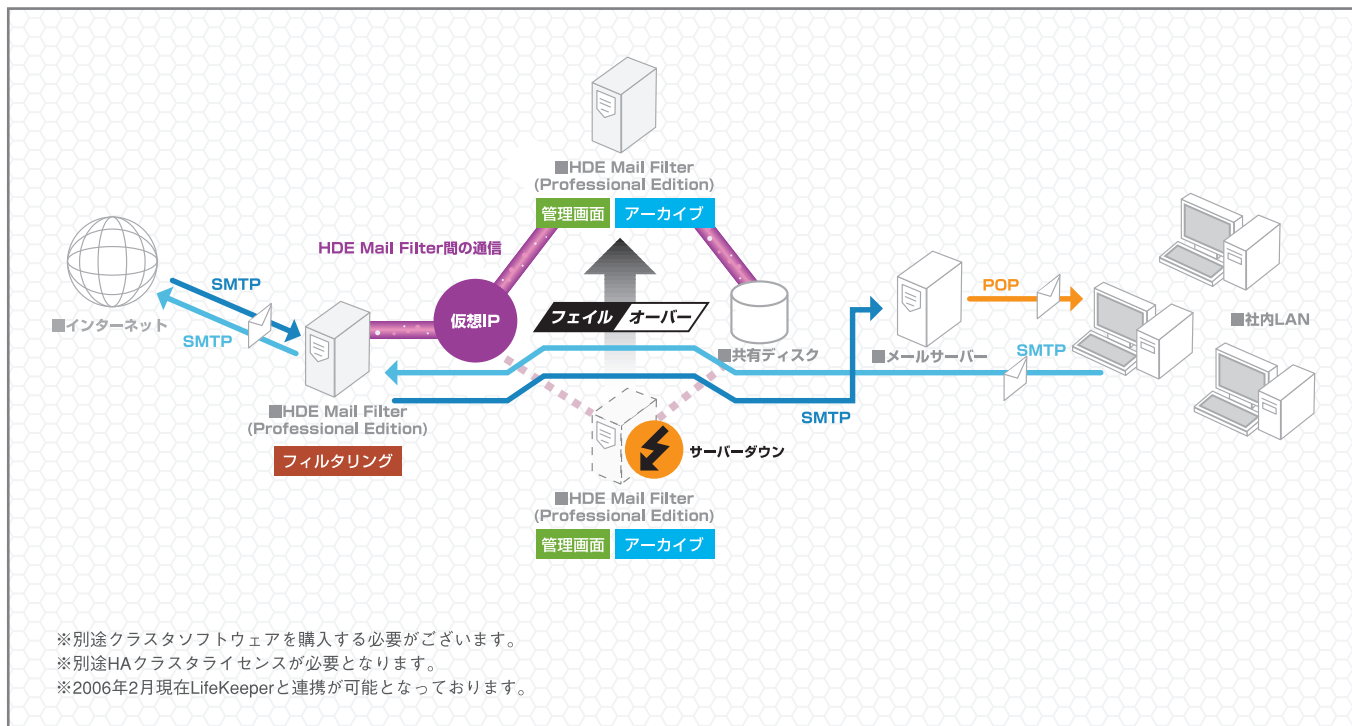 ■HDE Mail Filter
(Professional Edition)
管理画面
アーカイブ
HDE Mail Filter間の通信
SMTP
SMTP
■インターネット
仮想IP
フェイルオーバー
■共有ディスク
■メールサーバー
POP
SMTP
■社内LAN
■HDE Mail Filter
(Professional Edition)
フィルタリング
SMTP
サーバーダウン
■HDE Mail Filter
(Professional Edition)
管理画面
アーカイブ
※別途クラスタソフトウェアを購入する必要がございます。
※別途HAクラスタライセンスが必要となります。
※2006年2月現在LifeKeeperと連携が可能となっております。